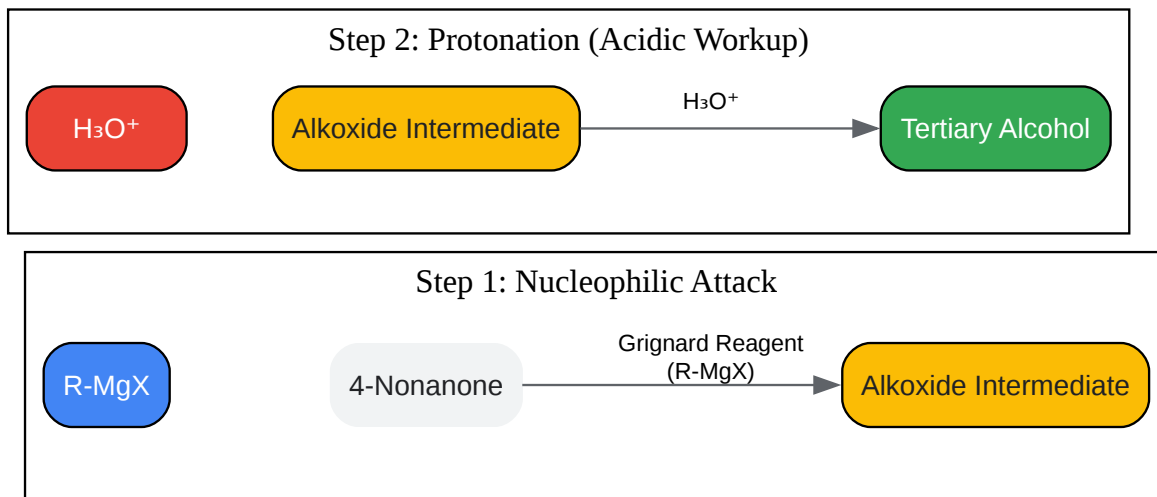 Step 2: Protonation (Acidic Workup)
H₃O⁺
Alkoxide Intermediate
H₃O⁺
Tertiary Alcohol
Step 1: Nucleophilic Attack
R-MgX
4-Nonanone
Grignard Reagent
(R-MgX)
Alkoxide Intermediate